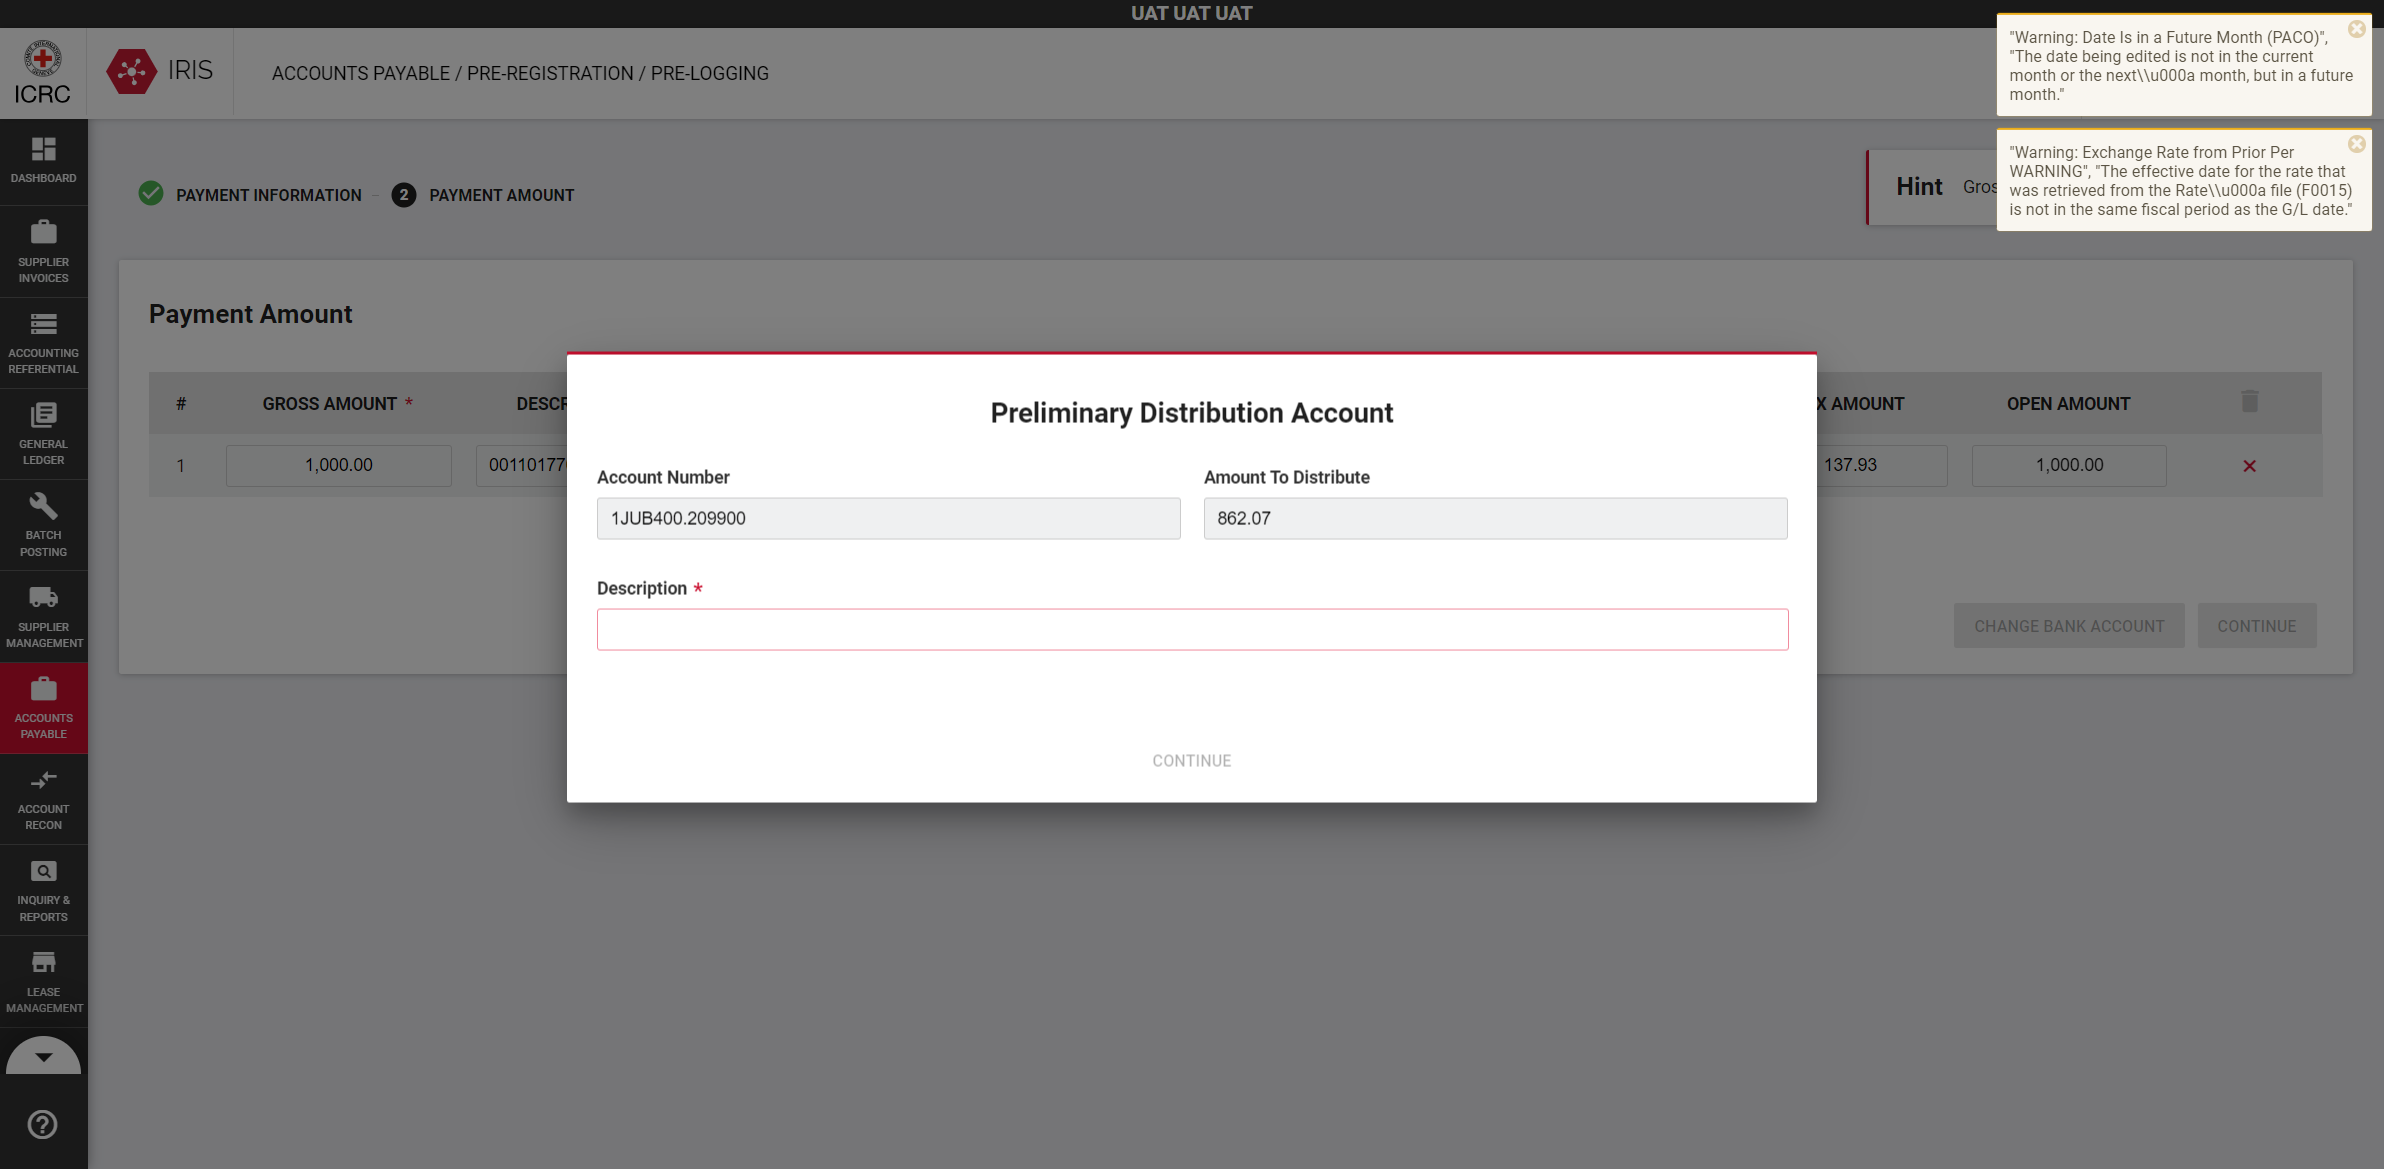 UAT UAT UAT
ICRC
IRIS
ACCOUNTS PAYABLE / PRE-REGISTRATION / PRE-LOGGING
"Warning: Date Is in a Future Month (PACO)",
"The date being edited is not in the current
month or the next\\u000a month, but in a future
month."
"Warning: Exchange Rate from Prior Per
WARNING", "The effective date for the rate that
was retrieved from the Rate\\u000a file (F0015)
is not in the same fiscal period as the G/L date."
DASHBOARD
SUPPLIER
INVOICES
ACCOUNTING
REFERENTIAL
GENERAL
LEDGER
BATCH
POSTING
SUPPLIER
MANAGEMENT
ACCOUNTS
PAYABLE
ACCOUNT
RECON
INQUIRY &
REPORTS
LEASE
MANAGEMENT
PAYMENT INFORMATION
2 PAYMENT AMOUNT
Hint Gros
Payment Amount
# GROSS AMOUNT * DESCR X AMOUNT OPEN AMOUNT
1 1,000.00 00110177 137.93 1,000.00
CHANGE BANK ACCOUNT CONTINUE
Preliminary Distribution Account
Account Number Amount To Distribute
1JUB400.209900 862.07
Description *
CONTINUE